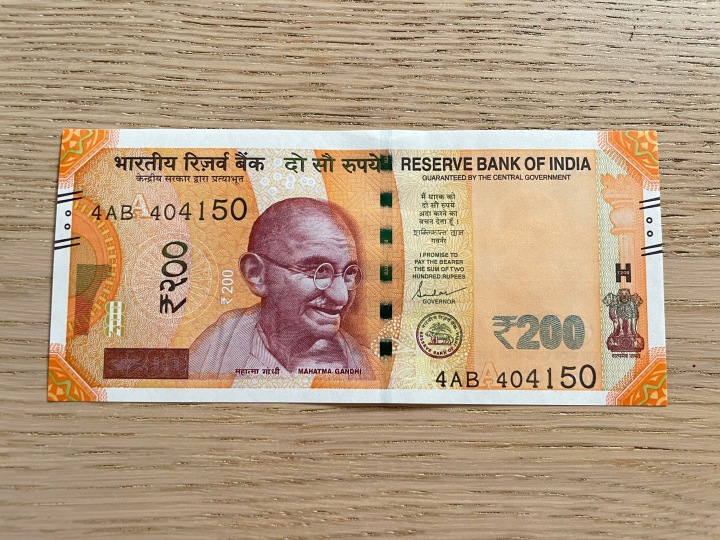 भारतीय रिज़र्व बैंक दो सौ रुपये RESERVE BANK OF INDIA
केन्द्रीय सरकार द्वारा प्रत्याभूत GUARANTEED BY THE CENTRAL GOVERNMENT
4AB A 404150
मैं धारक को
दो सौ रुपये
अदा करने का
वचन देता हूँ ।
शक्तिकान्त दास
गवर्नर
I PROMISE TO
PAY THE BEARER
THE SUM OF TWO
HUNDRED RUPEES
GOVERNOR
₹२००
₹200
₹200
सत्यमेव जयते
महात्मा गांधी MAHATMA GANDHI
4AB A 404150